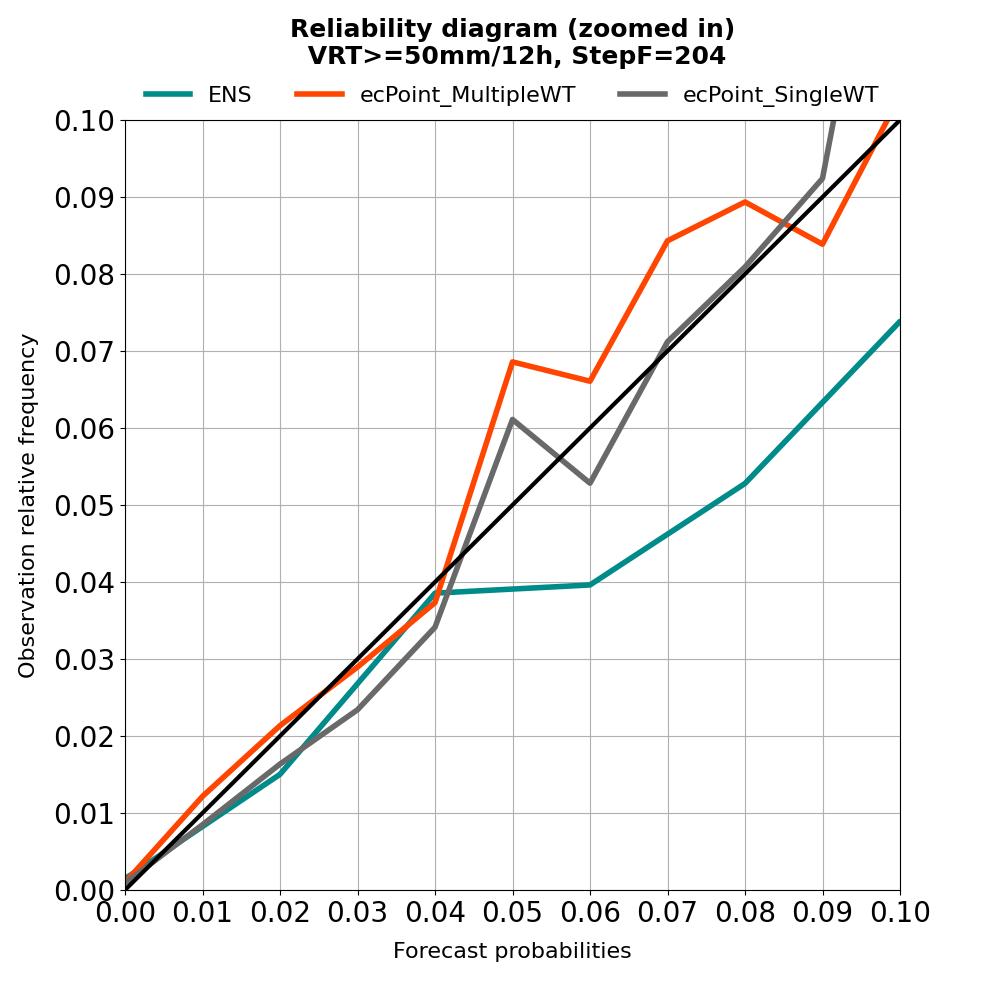 Reliability diagram (zoomed in)
VRT>=50mm/12h, StepF=204
ENS ecPoint_MultipleWT ecPoint_SingleWT
0.10
0.09
0.08
0.07
0.06
0.05
0.04
0.03
0.02
0.01
0.00
Observation relative frequency
0.00 0.01 0.02 0.03 0.04 0.05 0.06 0.07 0.08 0.09 0.10
Forecast probabilities